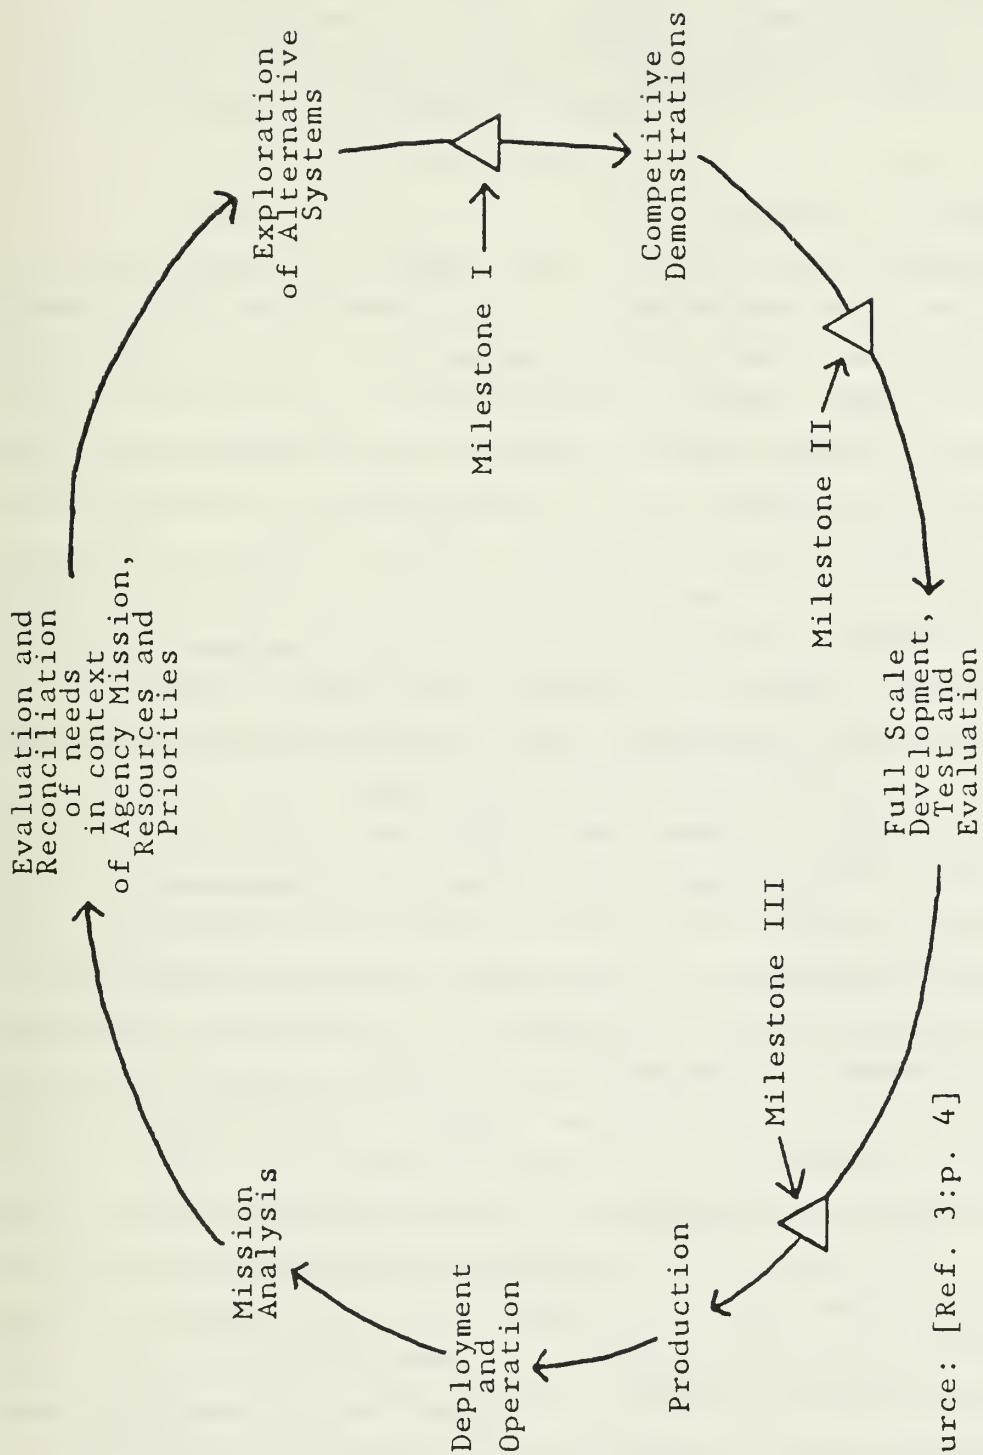 Evaluation and
Reconciliation
of needs
in context
of Agency Mission,
Resources and
Priorities
Exploration
of Alternative
Systems
Milestone I
Competitive
Demonstrations
Milestone II
Full Scale
Development,
Test and
Evaluation
Milestone III
Production
Deployment
and
Operation
Mission
Analysis
urce: [Ref. 3:p. 4]